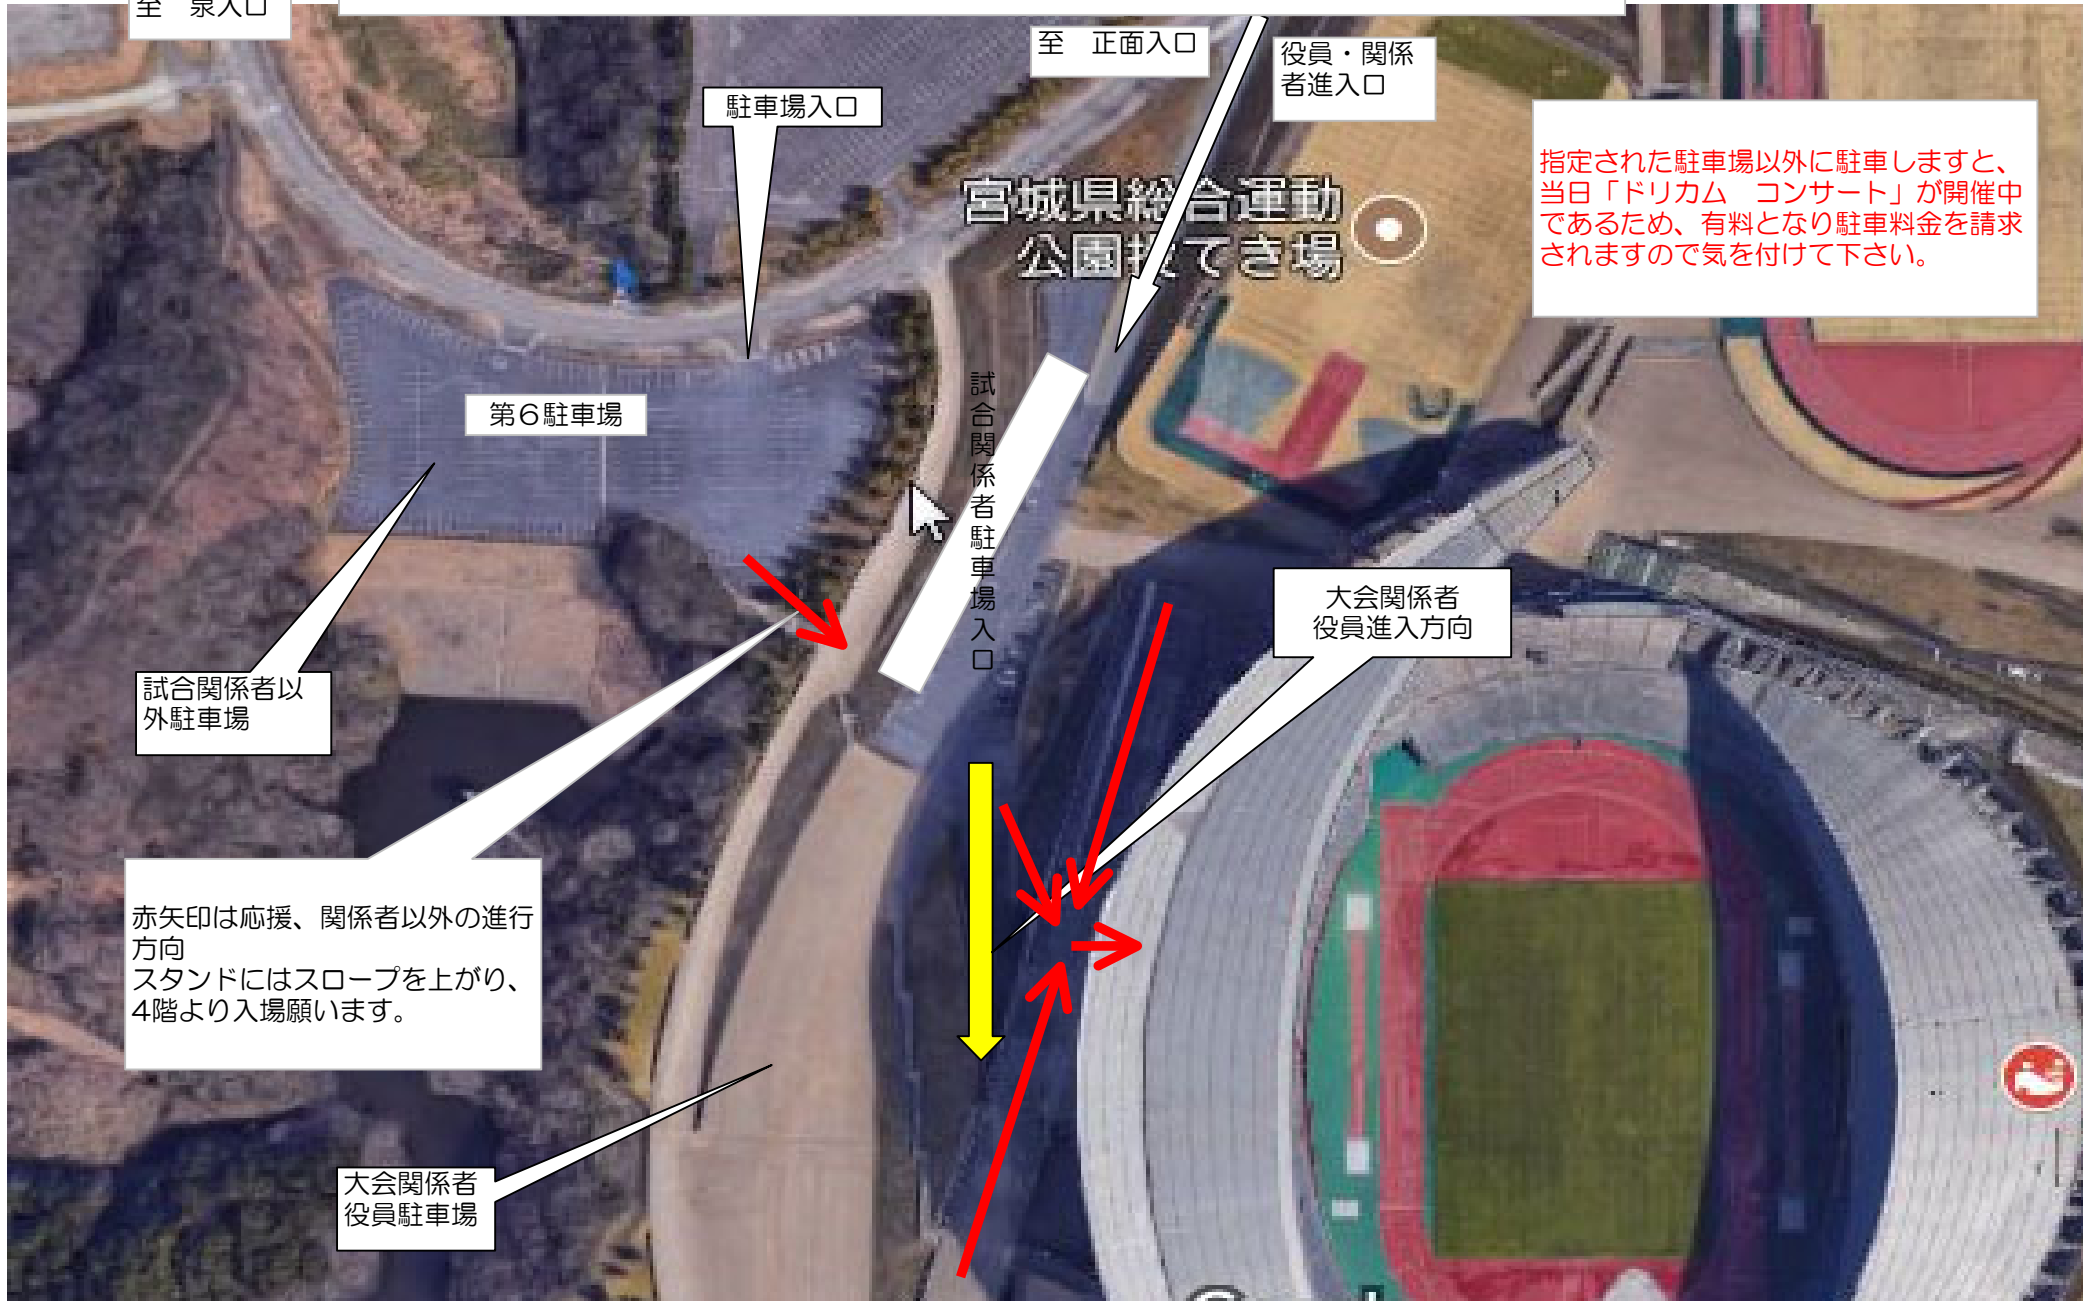 至　泉入口
至　正面入口
役員・関係
者進入口
駐車場入口
指定された駐車場以外に駐車しますと、
当日「ドリカム　コンサート」が開催中
であるため、有料となり駐車料金を請求
されますので気を付けて下さい。
宮城県総合運動
公園投てき場
第６駐車場
試合関係者駐車場入口
大会関係者
役員進入方向
試合関係者以
外駐車場
赤矢印は応援、関係者以外の進行
方向
スタンドにはスロープを上がり、
4階より入場願います。
大会関係者
役員駐車場